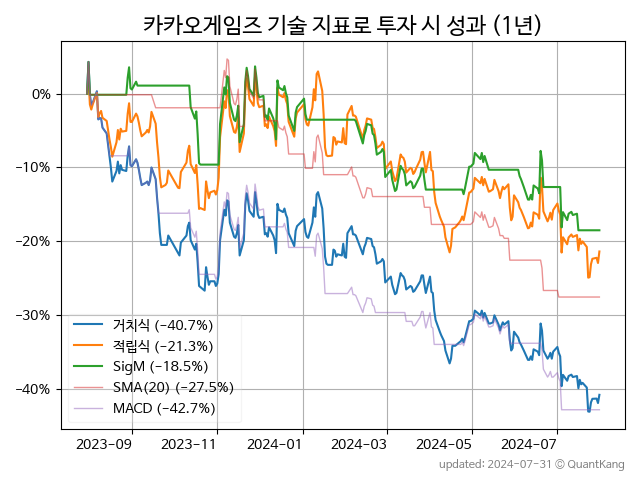 카카오게임즈 기술 지표로 투자 시 성과 (1년)
0%
−10%
−20%
−30%
−40%
거치식 (−40.7%)
적립식 (−21.3%)
SigM (−18.5%)
SMA(20) (−27.5%)
MACD (−42.7%)
2023-09 2023-11 2024-01 2024-03 2024-05 2024-07
updated: 2024-07-31 © QuantKang